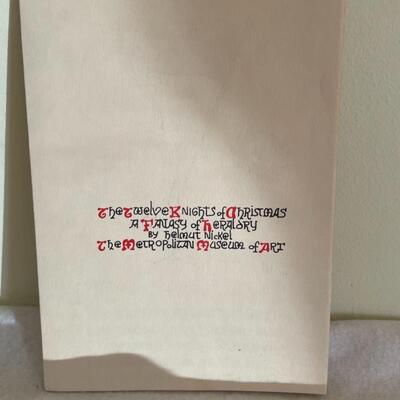 The Twelve Knights of Christmas
A Fantasy of Heraldry
by Helmut Nickel
The Metropolitan Museum of Art